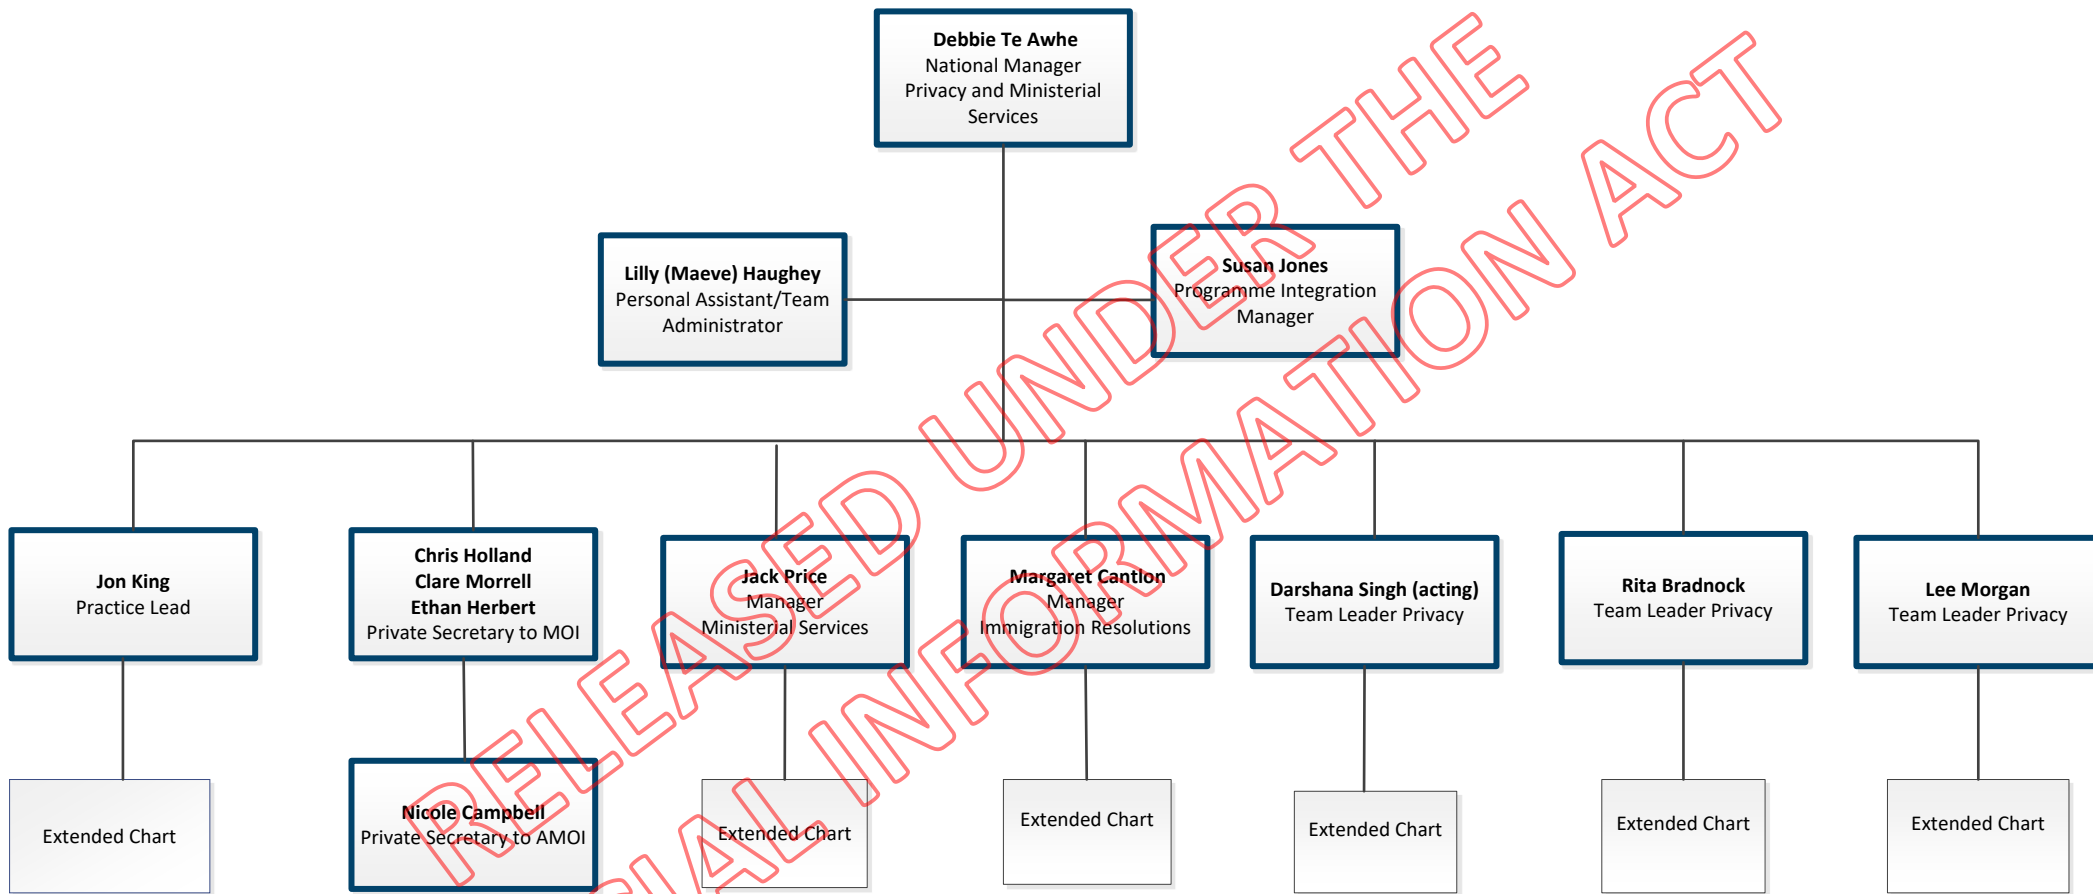 Debbie Te Awhe
National Manager
Privacy and Ministerial
Services
Lilly (Maeve) Haughey
Personal Assistant/Team
Administrator
Susan Jones
Programme Integration
Manager
Jon King
Practice Lead
Chris Holland
Clare Morrell
Ethan Herbert
Private Secretary to MOI
Jack Price
Manager
Ministerial Services
Margaret Cantlon
Manager
Immigration Resolutions
Darshana Singh (acting)
Team Leader Privacy
Rita Bradnock
Team Leader Privacy
Lee Morgan
Team Leader Privacy
Extended Chart
Nicole Campbell
Private Secretary to AMOI
Extended Chart
Extended Chart
Extended Chart
Extended Chart
Extended Chart
RELEASED UNDER THE
INFORMATION ACT